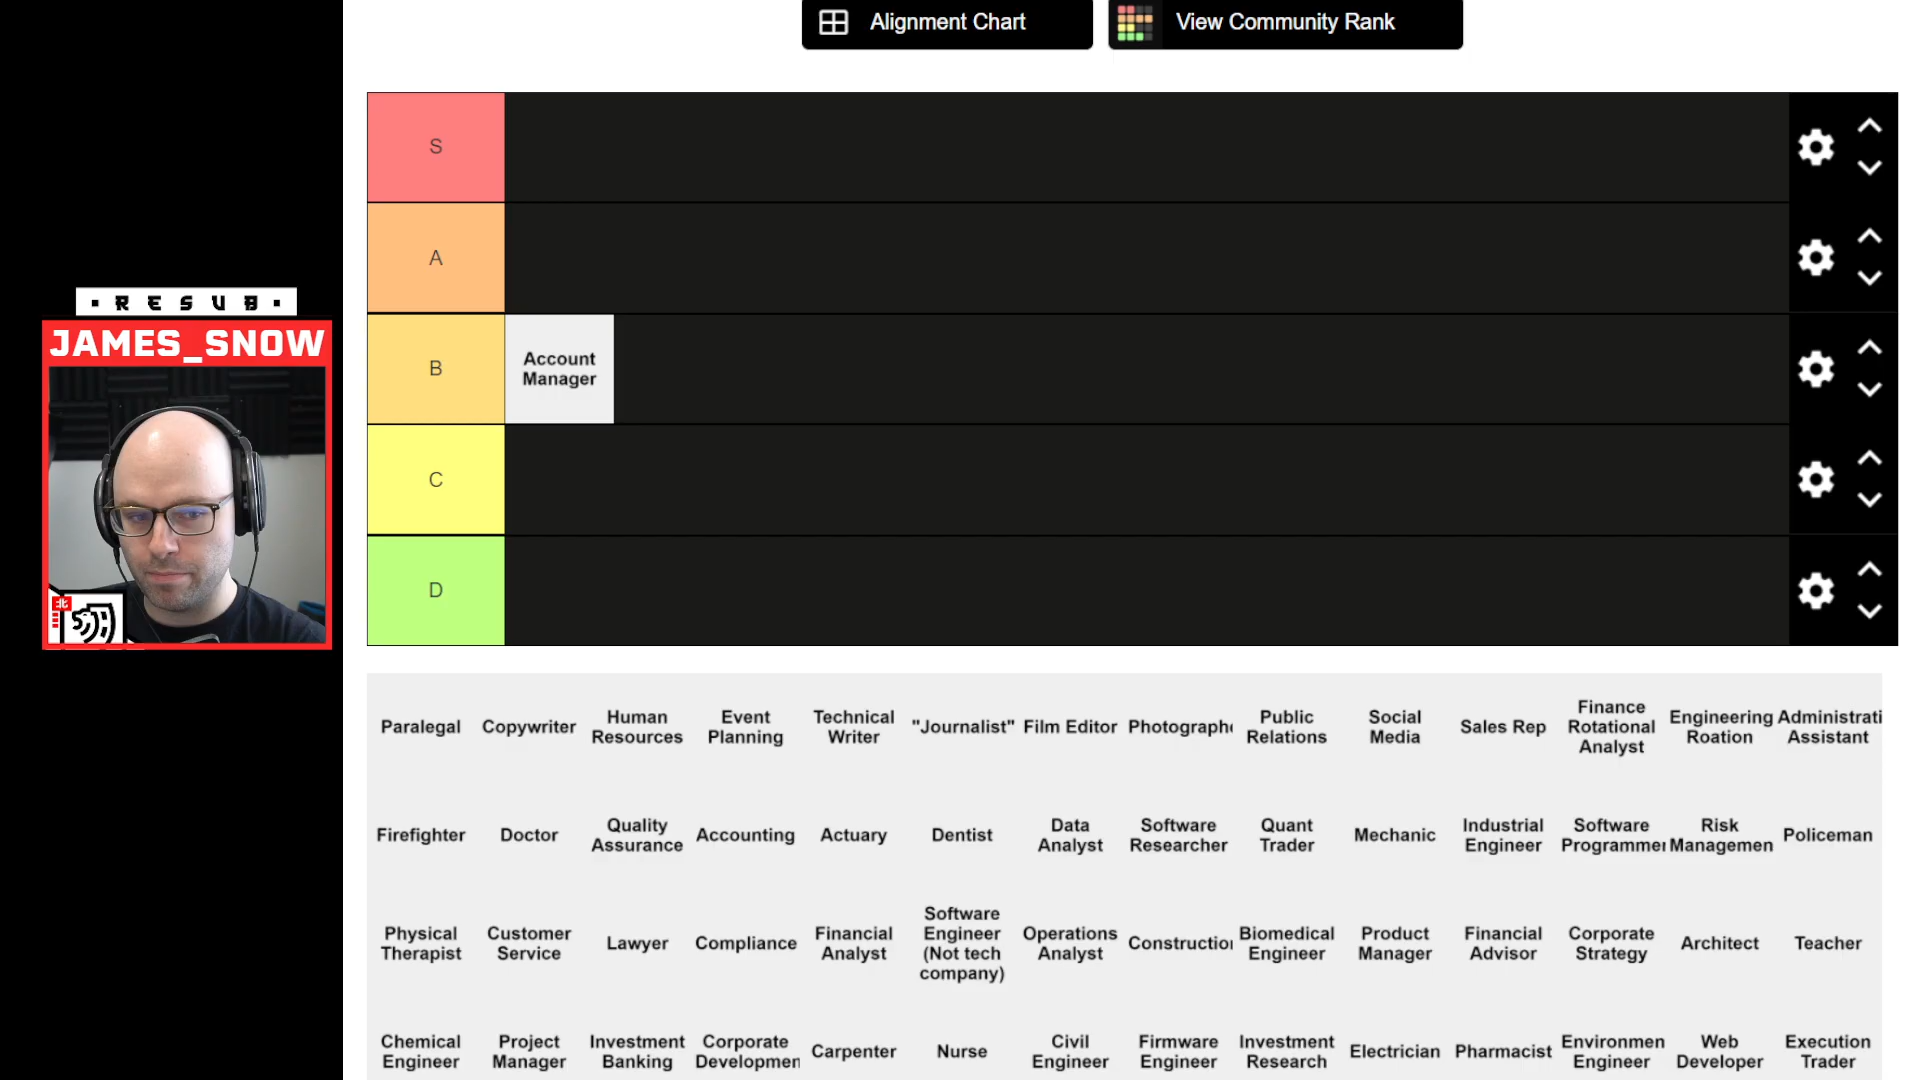 Alignment Chart
View Community Rank
S
A
· RESUB ·
JAMES_SNOW
B
Account
Manager
C
D
Paralegal
Copywriter
Human
Resources
Event
Planning
Technical
Writer
"Journalist"
Film Editor
Photographe
Public
Relations
Social
Media
Sales Rep
Finance
Rotational
Analyst
Engineering
Roation
Administrati
Assistant
Firefighter
Doctor
Quality
Assurance
Accounting
Actuary
Dentist
Data
Analyst
Software
Researcher
Quant
Trader
Mechanic
Industrial
Engineer
Software
Programmer
Risk
Managemen
Policeman
Physical
Therapist
Customer
Service
Lawyer
Compliance
Financial
Analyst
Software
Engineer
(Not tech
company)
Operations
Analyst
Construction
Biomedical
Engineer
Product
Manager
Financial
Advisor
Corporate
Strategy
Architect
Teacher
Chemical
Engineer
Project
Manager
Investment
Banking
Corporate
Developmen
Carpenter
Nurse
Civil
Engineer
Firmware
Engineer
Investment
Research
Electrician
Pharmacist
Environmen
Engineer
Web
Developer
Execution
Trader